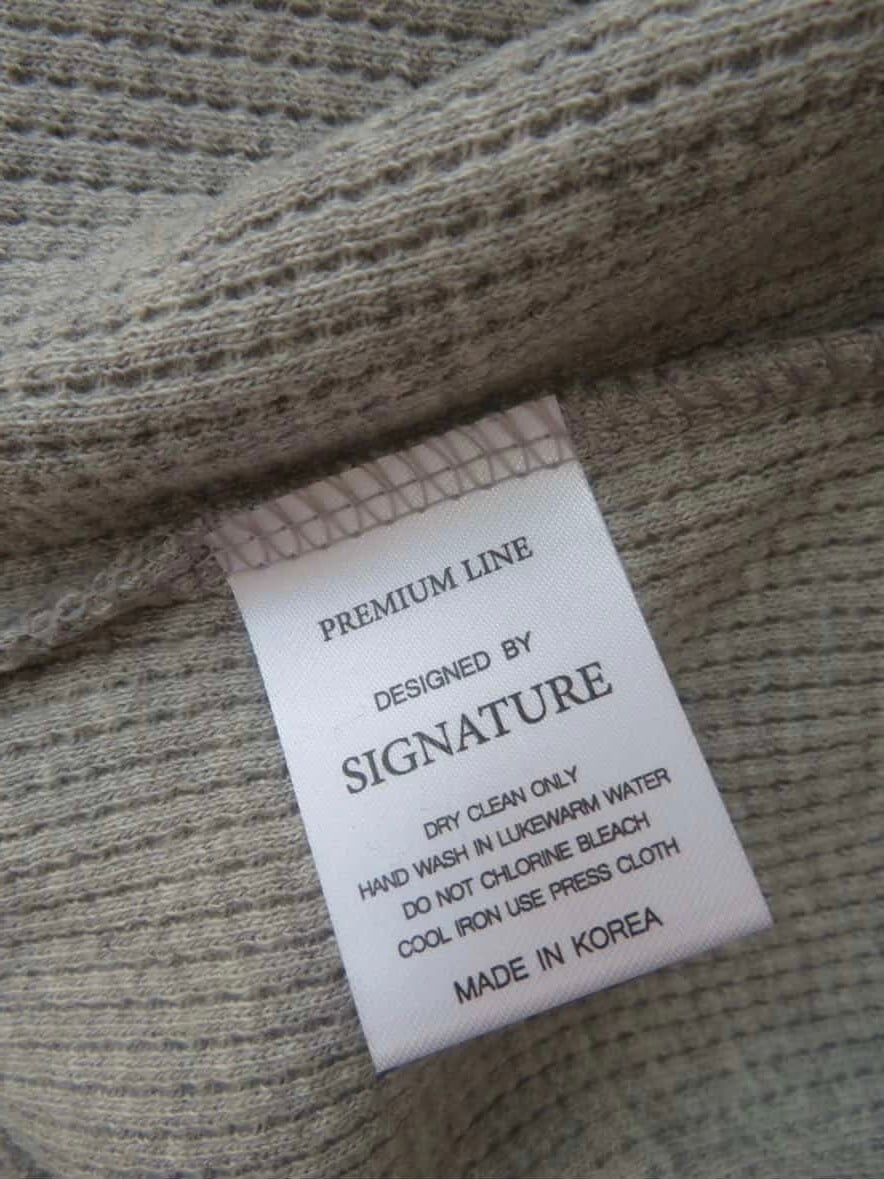 PREMIUM LINE
DESIGNED BY
SIGNATURE
DRY CLEAN ONLY
HAND WASH IN LUKEWARM WATER
DO NOT CHLORINE BLEACH
COOL IRON USE PRESS CLOTH
MADE IN KOREA